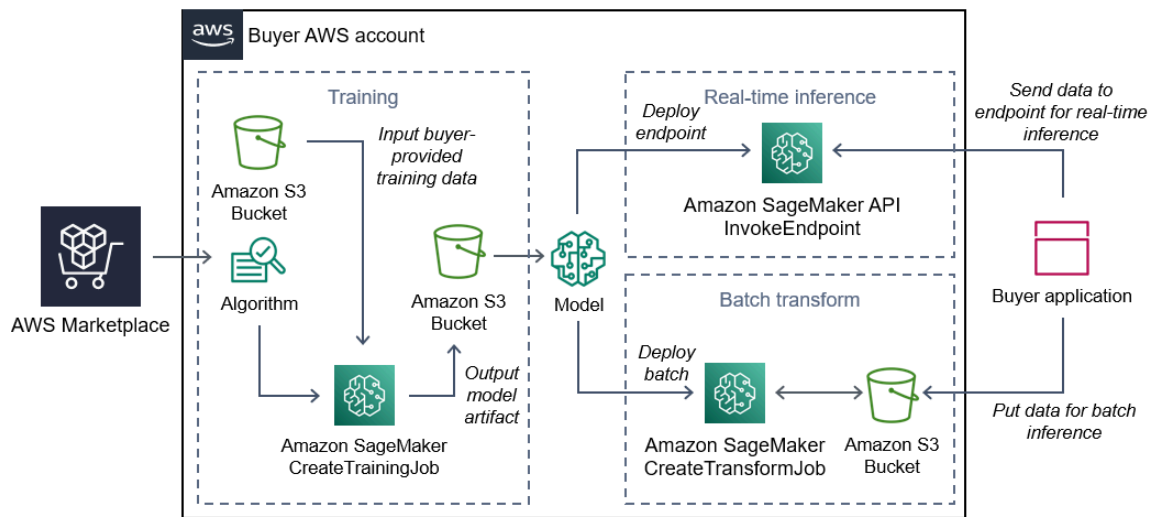 aws
Buyer AWS account
Training
Amazon S3
Bucket
Input buyer-
provided
training data
Algorithm
Amazon S3
Bucket
Output
model
artifact
Amazon SageMaker
CreateTrainingJob
AWS Marketplace
Model
Real-time inference
Deploy
endpoint
Amazon SageMaker API
InvokeEndpoint
Send data to
endpoint for real-time
inference
Buyer application
Batch transform
Deploy
batch
Amazon SageMaker
CreateTransformJob
Amazon S3
Bucket
Put data for batch
inference